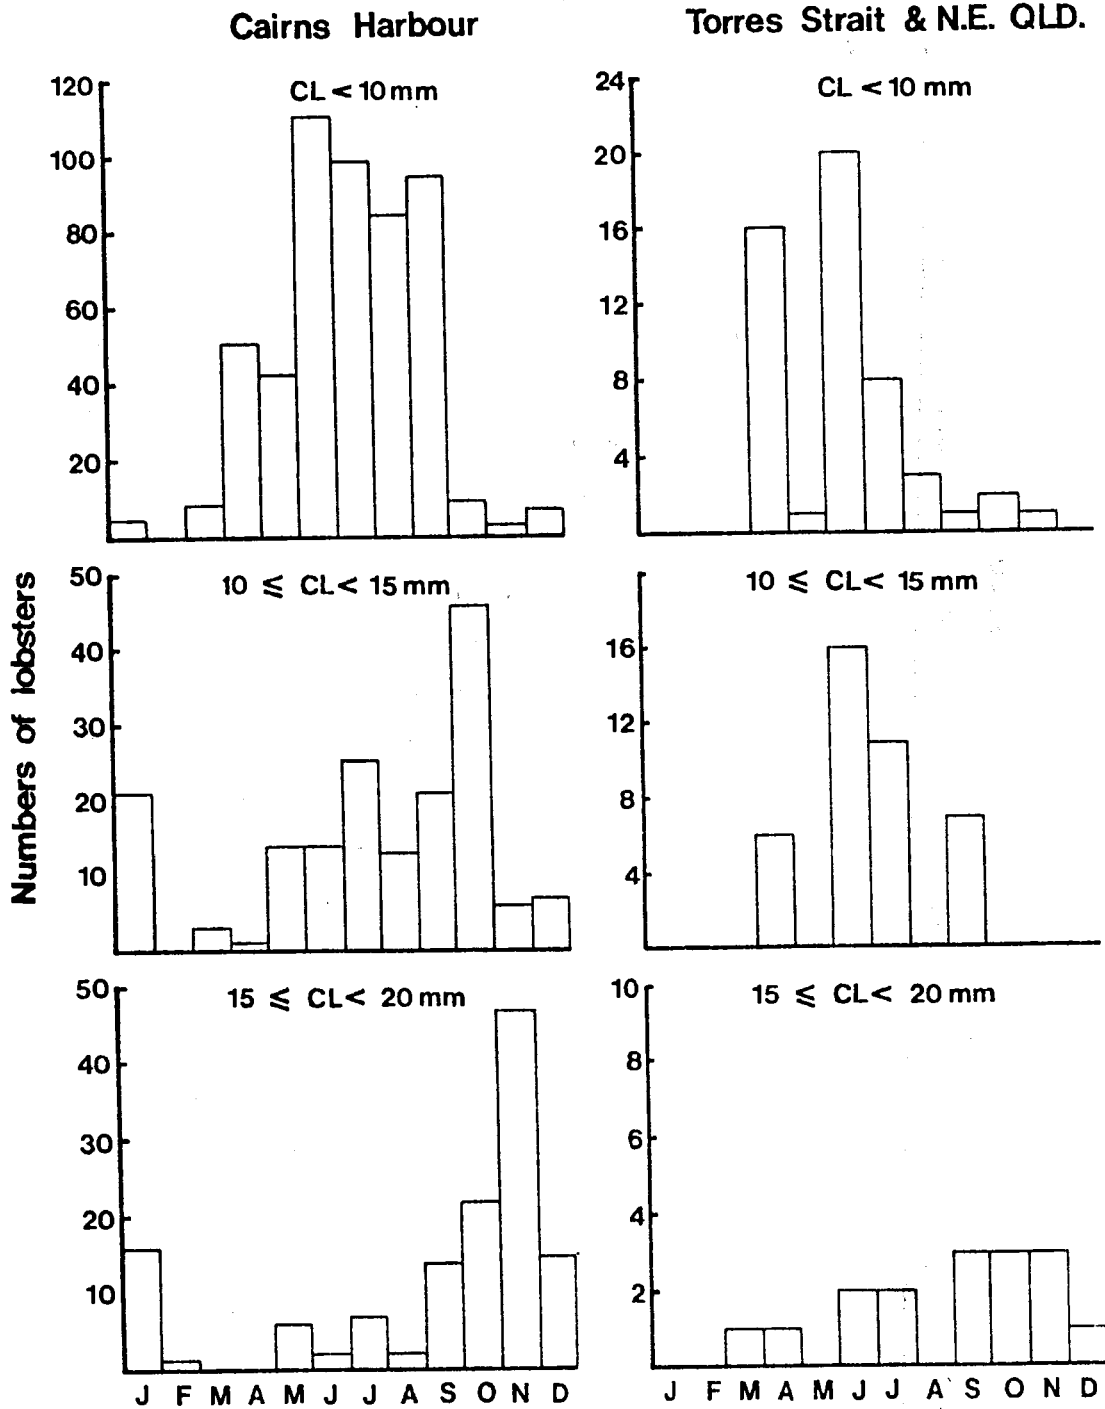 Cairns Harbour
Torres Strait & N.E. QLD.
Numbers of lobsters
CL < 10 mm
120
100
80
60
40
20
CL < 10 mm
24
20
16
12
8
4
10 ⩽ CL < 15 mm
50
40
30
20
10
10 ⩽ CL < 15 mm
16
12
8
4
15 ⩽ CL < 20 mm
50
40
30
20
10
J F M A M J J A S O N D
15 ⩽ CL < 20 mm
10
8
6
4
2
J F M A M J J A S O N D